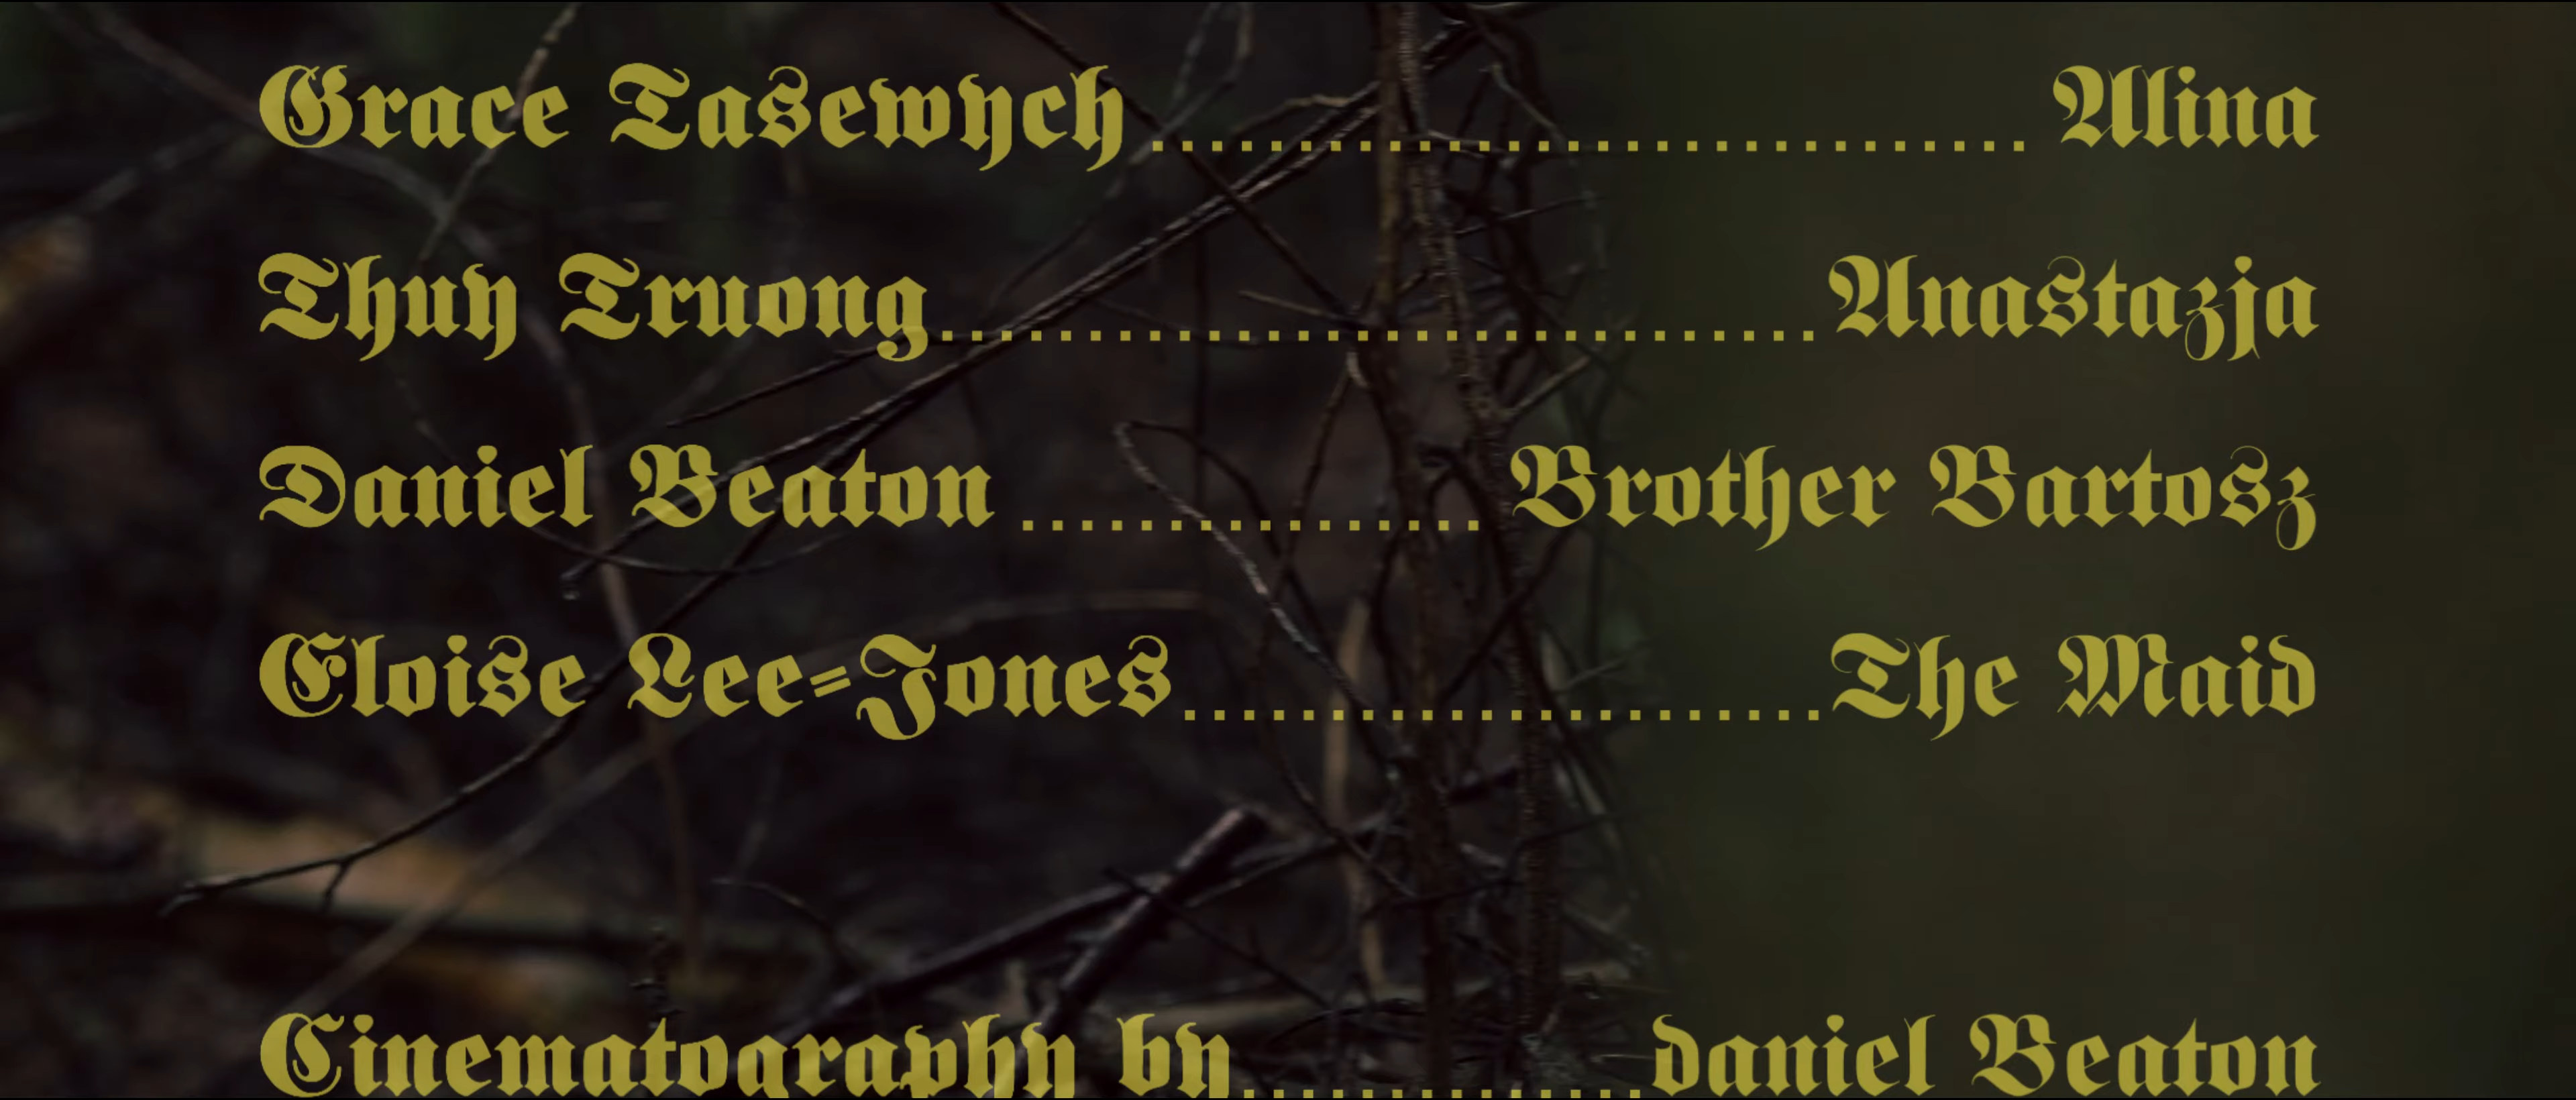 Grace Tasewych.............................. Alina
Thuy Truong..............................Anastazja
Daniel Beaton ................ Brother Bartosz
Eloise Lee=Jones......................The Maid
Cinematography by..............daniel Beaton